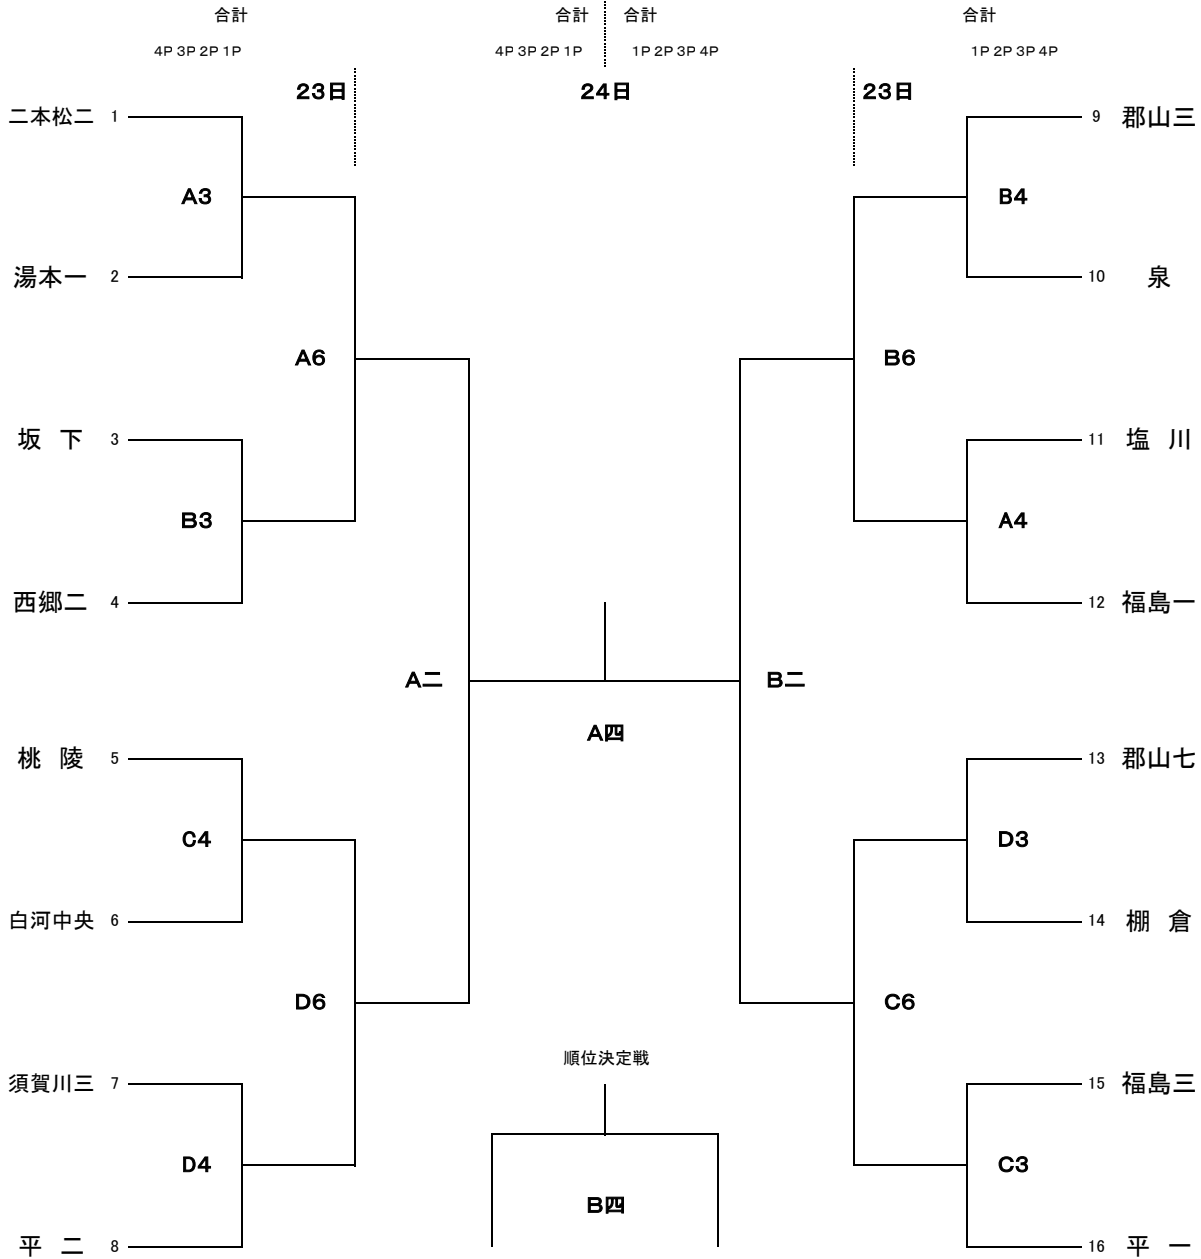 合計 合計 合計 合計
4P 3P 2P 1P 4P 3P 2P 1P 1P 2P 3P 4P 1P 2P 3P 4P
23日 24日 23日
二本松二 1 9 郡山三
A3 B4
湯本一 2 10 泉
A6 B6
坂 下 3 11 塩 川
B3 A4
西郷二 4 12 福島一
A二 B二
A四
桃 陵 5 13 郡山七
C4 D3
白河中央 6 14 棚 倉
D6 C6
順位決定戦
須賀川三 7 15 福島三
D4 C3
B四
平 二 8 16 平 一